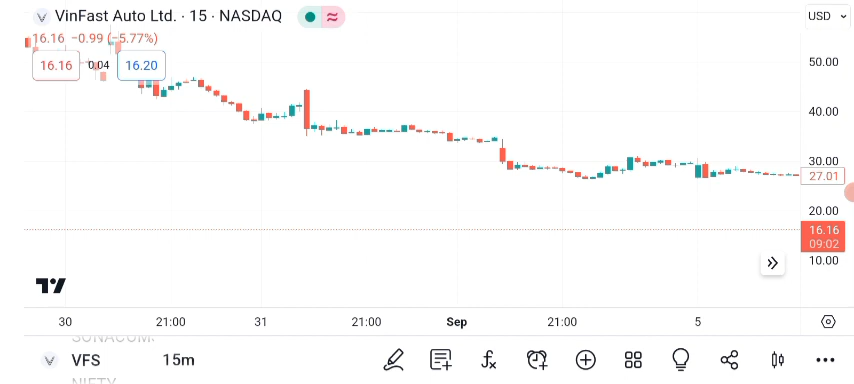 VinFast Auto Ltd. · 15 · NASDAQ
USD
16.16 −0.99 (−5.77%)
16.16 0.04 16.20
50.00
40.00
30.00
27.01
20.00
16.16
09:02
10.00
30 21:00 31 21:00 Sep 21:00 5
VFS 15m
NIFTY